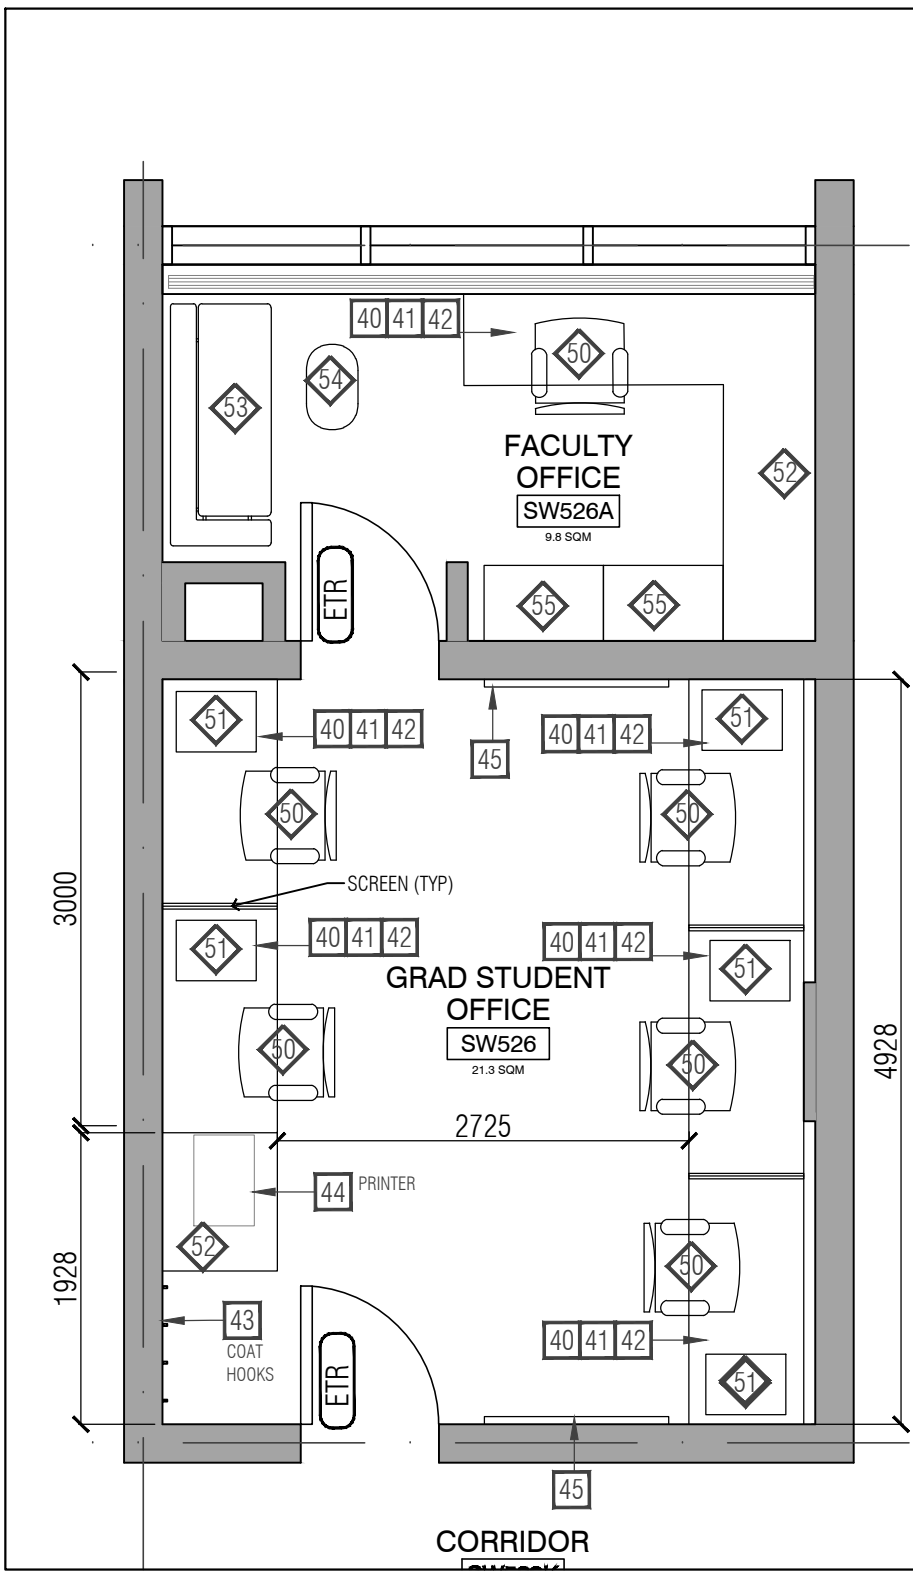 40 41 42
50
54
53
FACULTY
OFFICE
52
SW526A
9.8 SQM
ETR
55
55
51
40 41 42
45
40 41 42
51
50
50
3000
SCREEN (TYP)
51
40 41 42
40 41 42
51
GRAD STUDENT
OFFICE
SW526
21.3 SQM
50
50
4928
2725
44
PRINTER
52
50
1928
43
COAT
HOOKS
40 41 42
ETR
51
45
CORRIDOR